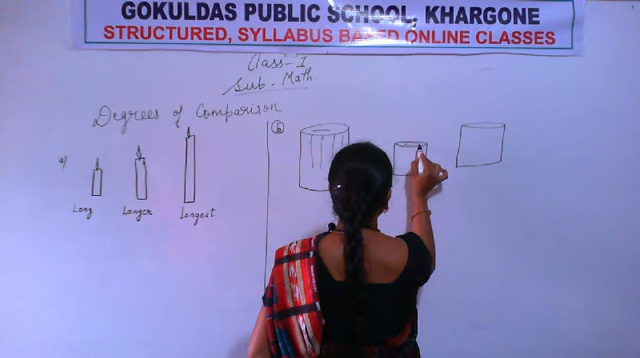 GOKULDAS PUBLIC SCHOOL, KHARGONE
STRUCTURED, SYLLABUS BASED ONLINE CLASSES
Class-I
Sub. Math.
Degrees of Comparison
a)
Long Longer Longest
b